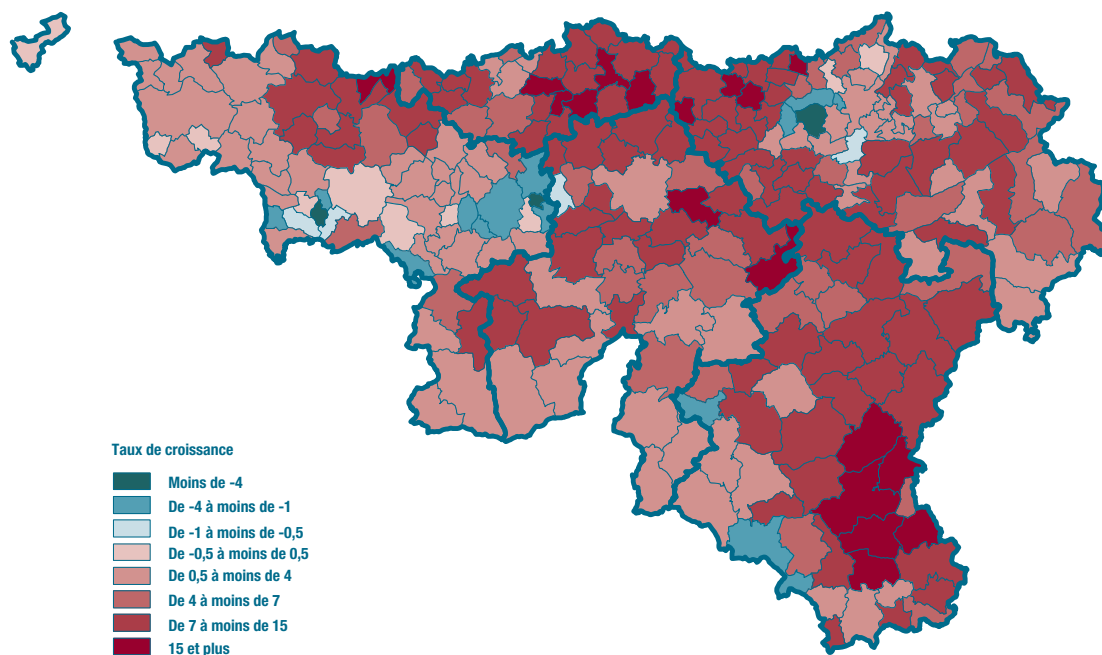 Taux de croissance
Moins de -4
De -4 à moins de -1
De -1 à moins de -0,5
De -0,5 à moins de 0,5
De 0,5 à moins de 4
De 4 à moins de 7
De 7 à moins de 15
15 et plus